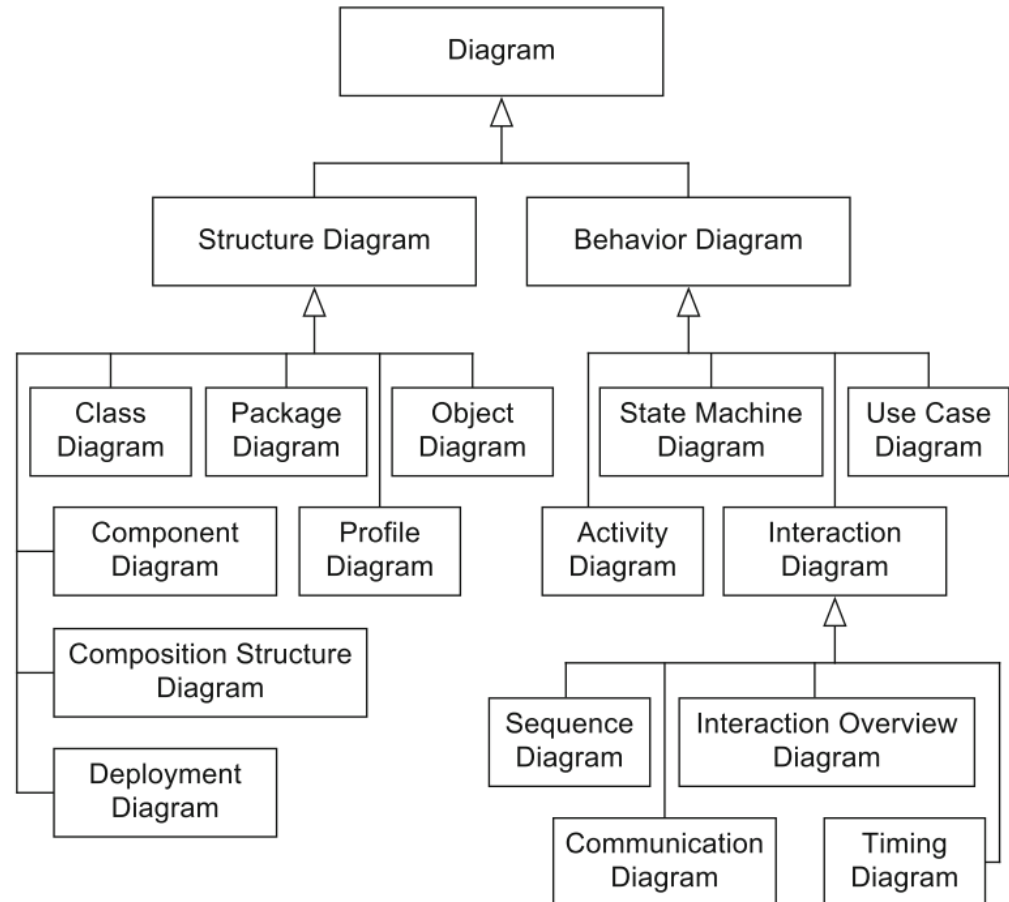 Diagram
Structure Diagram
Behavior Diagram
Class
Diagram
Package
Diagram
Object
Diagram
State Machine
Diagram
Use Case
Diagram
Component
Diagram
Profile
Diagram
Activity
Diagram
Interaction
Diagram
Composition Structure
Diagram
Sequence
Diagram
Interaction Overview
Diagram
Deployment
Diagram
Communication
Diagram
Timing
Diagram